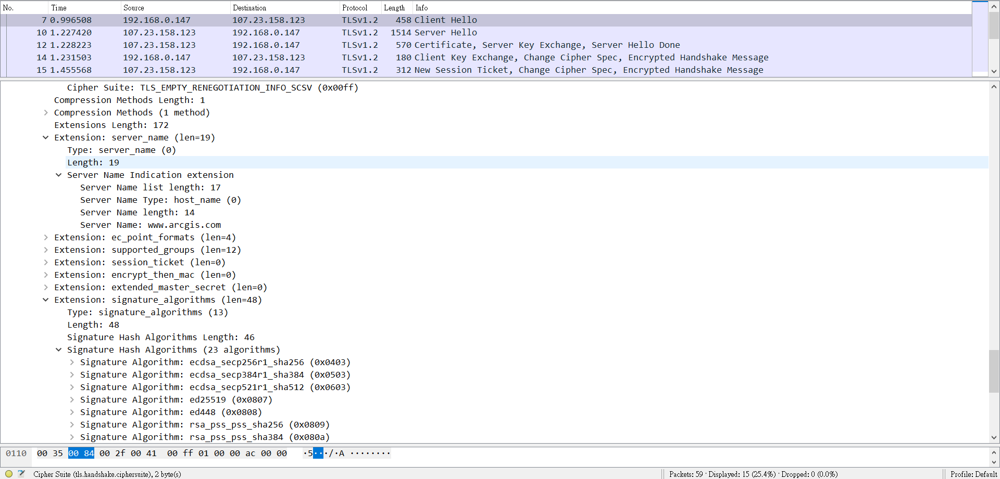 No. Time Source Destination Protocol Length Info
7 0.996508 192.168.0.147 107.23.158.123 TLSv1.2 458 Client Hello
10 1.227420 107.23.158.123 192.168.0.147 TLSv1.2 1514 Server Hello
12 1.228223 107.23.158.123 192.168.0.147 TLSv1.2 570 Certificate, Server Key Exchange, Server Hello Done
14 1.231503 192.168.0.147 107.23.158.123 TLSv1.2 180 Client Key Exchange, Change Cipher Spec, Encrypted Handshake Message
15 1.455568 107.23.158.123 192.168.0.147 TLSv1.2 312 New Session Ticket, Change Cipher Spec, Encrypted Handshake Message
Cipher Suite: TLS_EMPTY_RENEGOTIATION_INFO_SCSV (0x00ff)
Compression Methods Length: 1
Compression Methods (1 method)
Extensions Length: 172
Extension: server_name (len=19)
Type: server_name (0)
Length: 19
Server Name Indication extension
Server Name list length: 17
Server Name Type: host_name (0)
Server Name length: 14
Server Name: www.arcgis.com
Extension: ec_point_formats (len=4)
Extension: supported_groups (len=12)
Extension: session_ticket (len=0)
Extension: encrypt_then_mac (len=0)
Extension: extended_master_secret (len=0)
Extension: signature_algorithms (len=48)
Type: signature_algorithms (13)
Length: 48
Signature Hash Algorithms Length: 46
Signature Hash Algorithms (23 algorithms)
Signature Algorithm: ecdsa_secp256r1_sha256 (0x0403)
Signature Algorithm: ecdsa_secp384r1_sha384 (0x0503)
Signature Algorithm: ecdsa_secp521r1_sha512 (0x0603)
Signature Algorithm: ed25519 (0x0807)
Signature Algorithm: ed448 (0x0808)
Signature Algorithm: rsa_pss_pss_sha256 (0x0809)
Signature Algorithm: rsa_pss_pss_sha384 (0x080a)
0110 00 35 00 84 00 2f 00 41 00 ff 01 00 00 ac 00 00 ·5···/·A ········
Cipher Suite (tls.handshake.ciphersuite), 2 byte(s) Packets: 59 · Displayed: 15 (25.4%) · Dropped: 0 (0.0%) Profile: Default